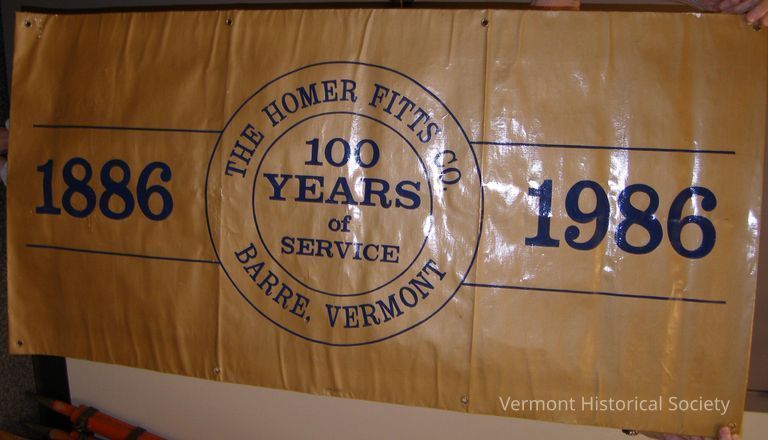 1886
THE HOMER FITTS CO.
100
YEARS
of
SERVICE
BARRE, VERMONT
1986
Vermont Historical Society